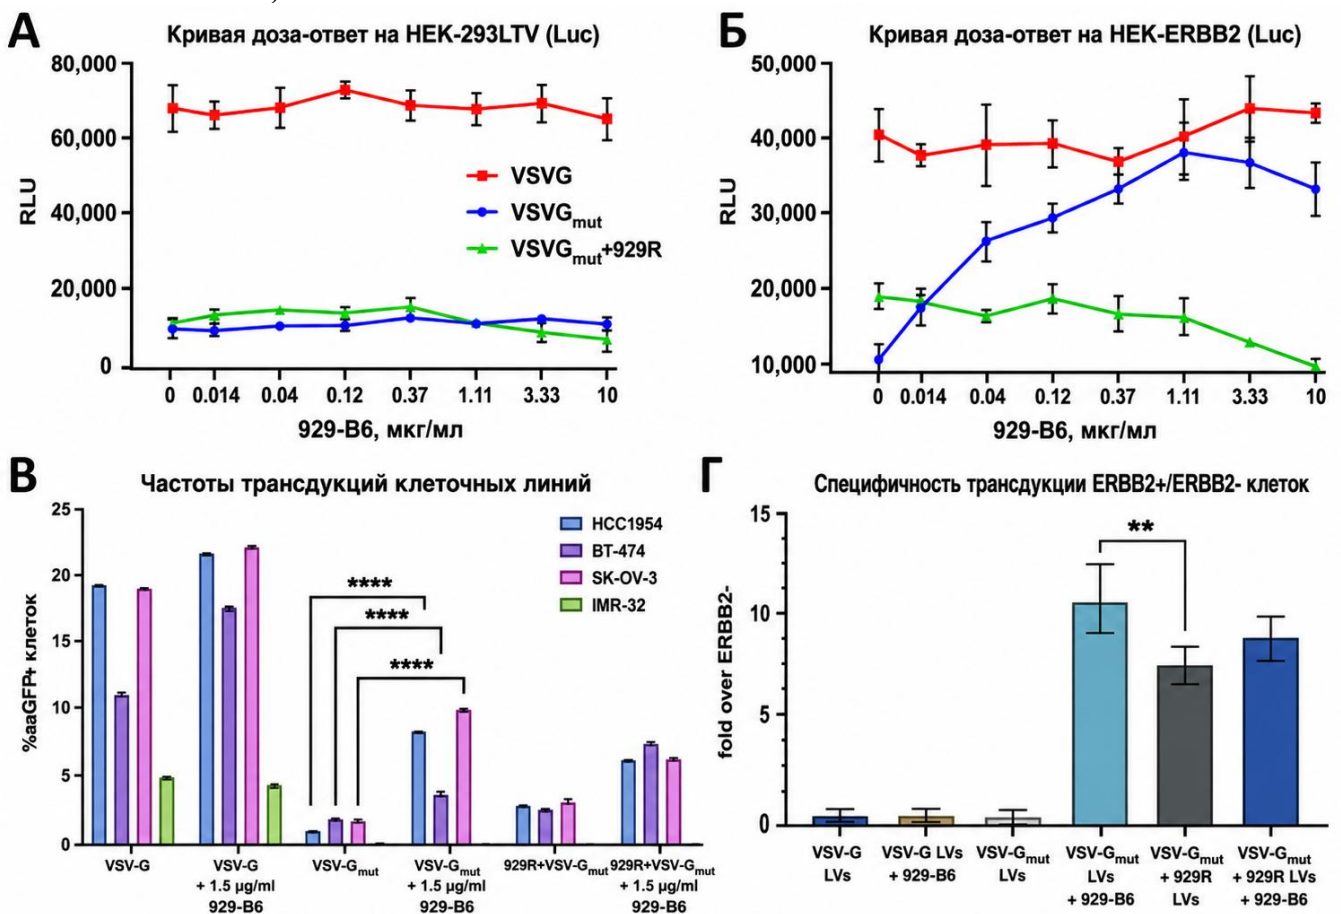 А
Кривая доза-ответ на HEK-293LTV (Luc)
80,000
60,000
40,000
20,000
0
RLU
VSVG
VSVGmut
VSVGmut+929R
0 0.014 0.04 0.12 0.37 1.11 3.33 10
929-B6, мкг/мл
Б
Кривая доза-ответ на HEK-ERBB2 (Luc)
50,000
40,000
30,000
20,000
10,000
RLU
0 0.014 0.04 0.12 0.37 1.11 3.33 10
929-B6, мкг/мл
В
Частоты трансдукций клеточных линий
25
20
15
10
5
0
%aaGFP+ клеток
HCC1954
BT-474
SK-OV-3
IMR-32
****
****
****
VSV-G
VSV-G
+ 1.5 µg/ml
929-B6
VSV-Gmut
VSV-Gmut
+ 1.5 µg/ml
929-B6
929R+VSV-Gmut
929R+VSV-Gmut
+ 1.5 µg/ml
929-B6
Г
Специфичность трансдукции ERBB2+/ERBB2- клеток
15
10
5
0
fold over ERBB2-
**
VSV-G
LVs
VSV-G LVs
+ 929-B6
VSV-Gmut
LVs
VSV-Gmut
LVs
+ 929-B6
VSV-Gmut
+ 929R
LVs
VSV-Gmut
+ 929R LVs
+ 929-B6